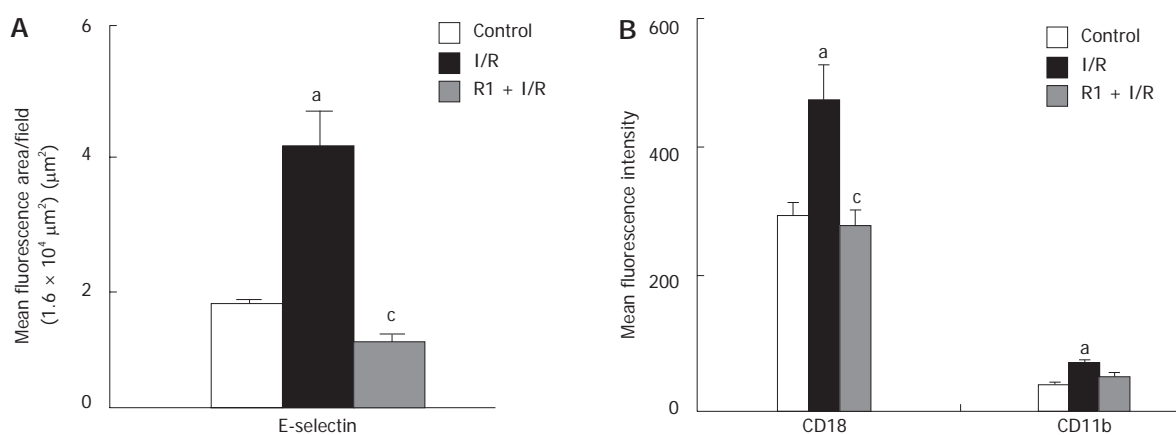 A
6
4
2
0
Mean fluorescence area/field
(1.6 × 10⁴ μm²) (μm²)
Control
I/R
R1 + I/R
a
c
E-selectin
B
600
400
200
0
Mean fluorescence intensity
Control
I/R
R1 + I/R
a
c
a
CD18
CD11b